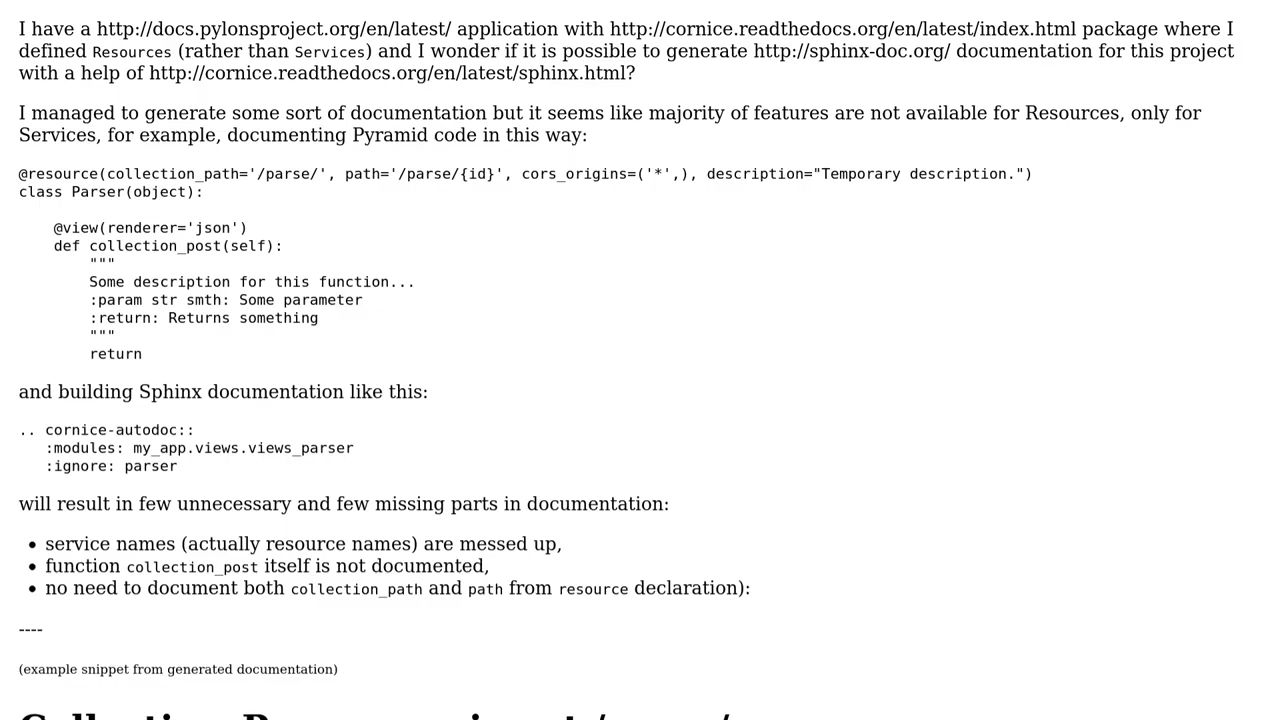 I have a http://docs.pylonsproject.org/en/latest/ application with http://cornice.readthedocs.org/en/latest/index.html package where I
defined Resources (rather than Services) and I wonder if it is possible to generate http://sphinx-doc.org/ documentation for this project
with a help of http://cornice.readthedocs.org/en/latest/sphinx.html?
I managed to generate some sort of documentation but it seems like majority of features are not available for Resources, only for
Services, for example, documenting Pyramid code in this way:
@resource(collection_path='/parse/', path='/parse/{id}', cors_origins=('*',), description="Temporary description.")
class Parser(object):
    @view(renderer='json')
    def collection_post(self):
        """
        Some description for this function...
        :param str smth: Some parameter
        :return: Returns something
        """
        return
and building Sphinx documentation like this:
.. cornice-autodoc::
   :modules: my_app.views.views_parser
   :ignore: parser
will result in few unnecessary and few missing parts in documentation:
• service names (actually resource names) are messed up,
• function collection_post itself is not documented,
• no need to document both collection_path and path from resource declaration):
----
(example snippet from generated documentation)